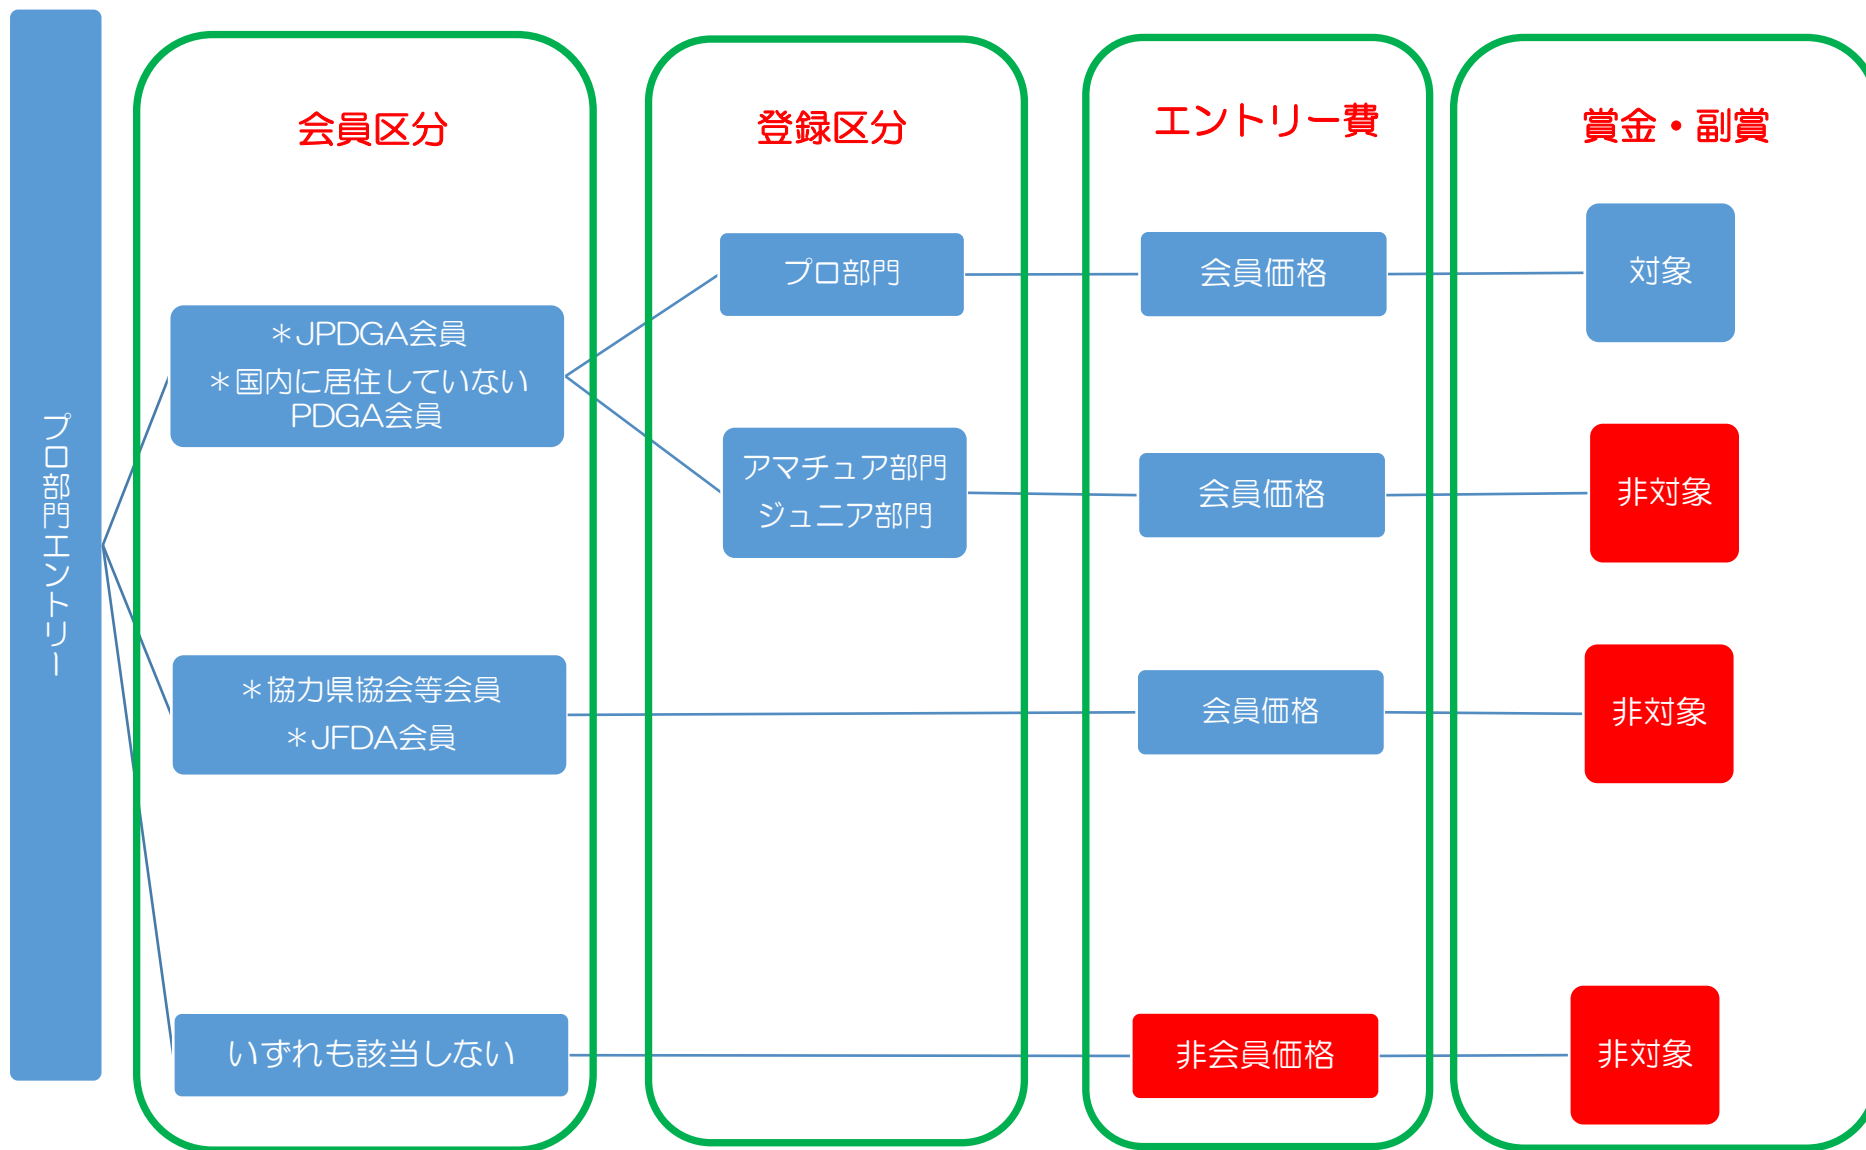 プロ部門エントリー
会員区分
登録区分
エントリー費
賞金・副賞
プロ部門
会員価格
対象
＊JPDGA会員
＊国内に居住していない
PDGA会員
アマチュア部門
ジュニア部門
会員価格
非対象
＊協力県協会等会員
＊JFDA会員
会員価格
非対象
いずれも該当しない
非会員価格
非対象